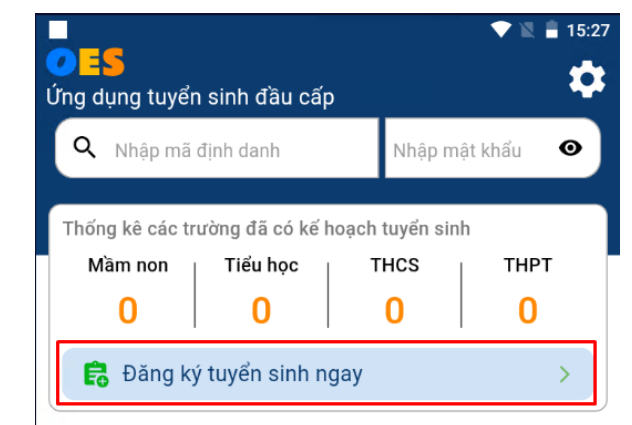 15:27
OES
Ứng dụng tuyển sinh đầu cấp
Nhập mã định danh Nhập mật khẩu
Thống kê các trường đã có kế hoạch tuyển sinh
Mầm non Tiểu học THCS THPT
0 0 0 0
Đăng ký tuyển sinh ngay